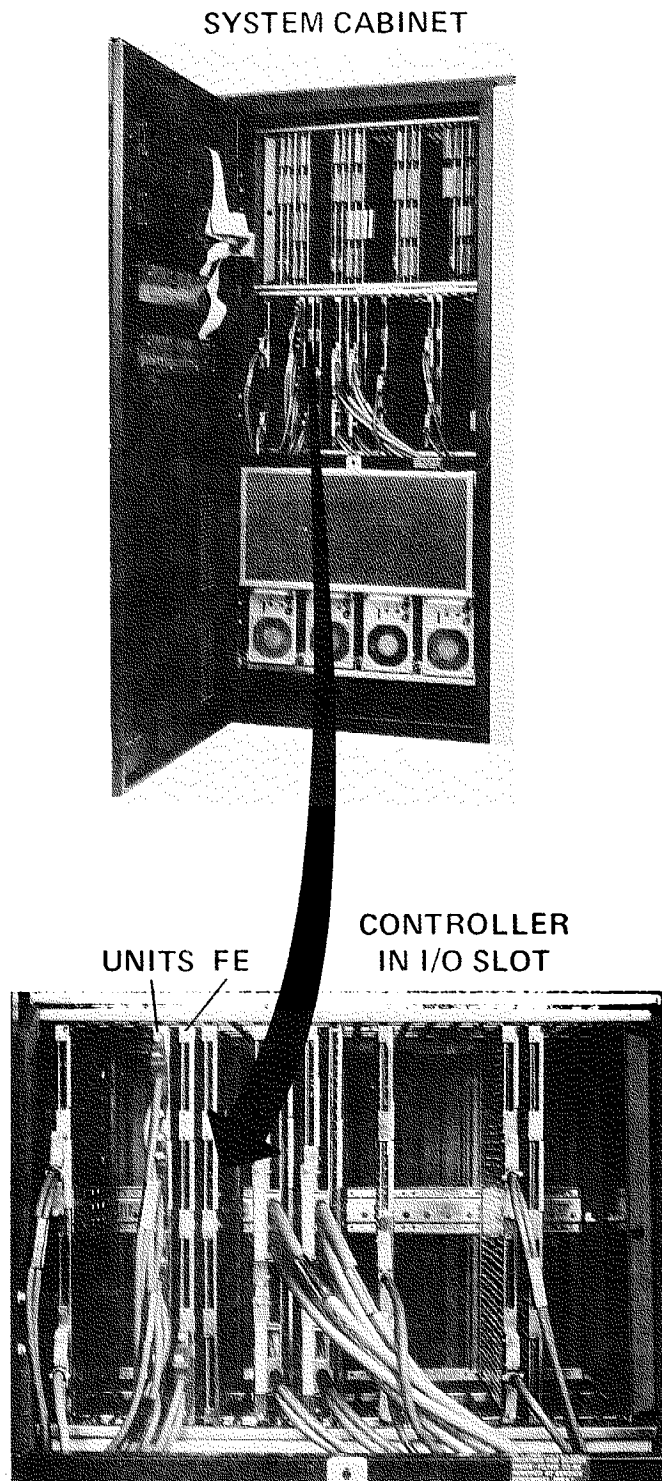 SYSTEM CABINET
CONTROLLER
IN I/O SLOT
UNITS FE